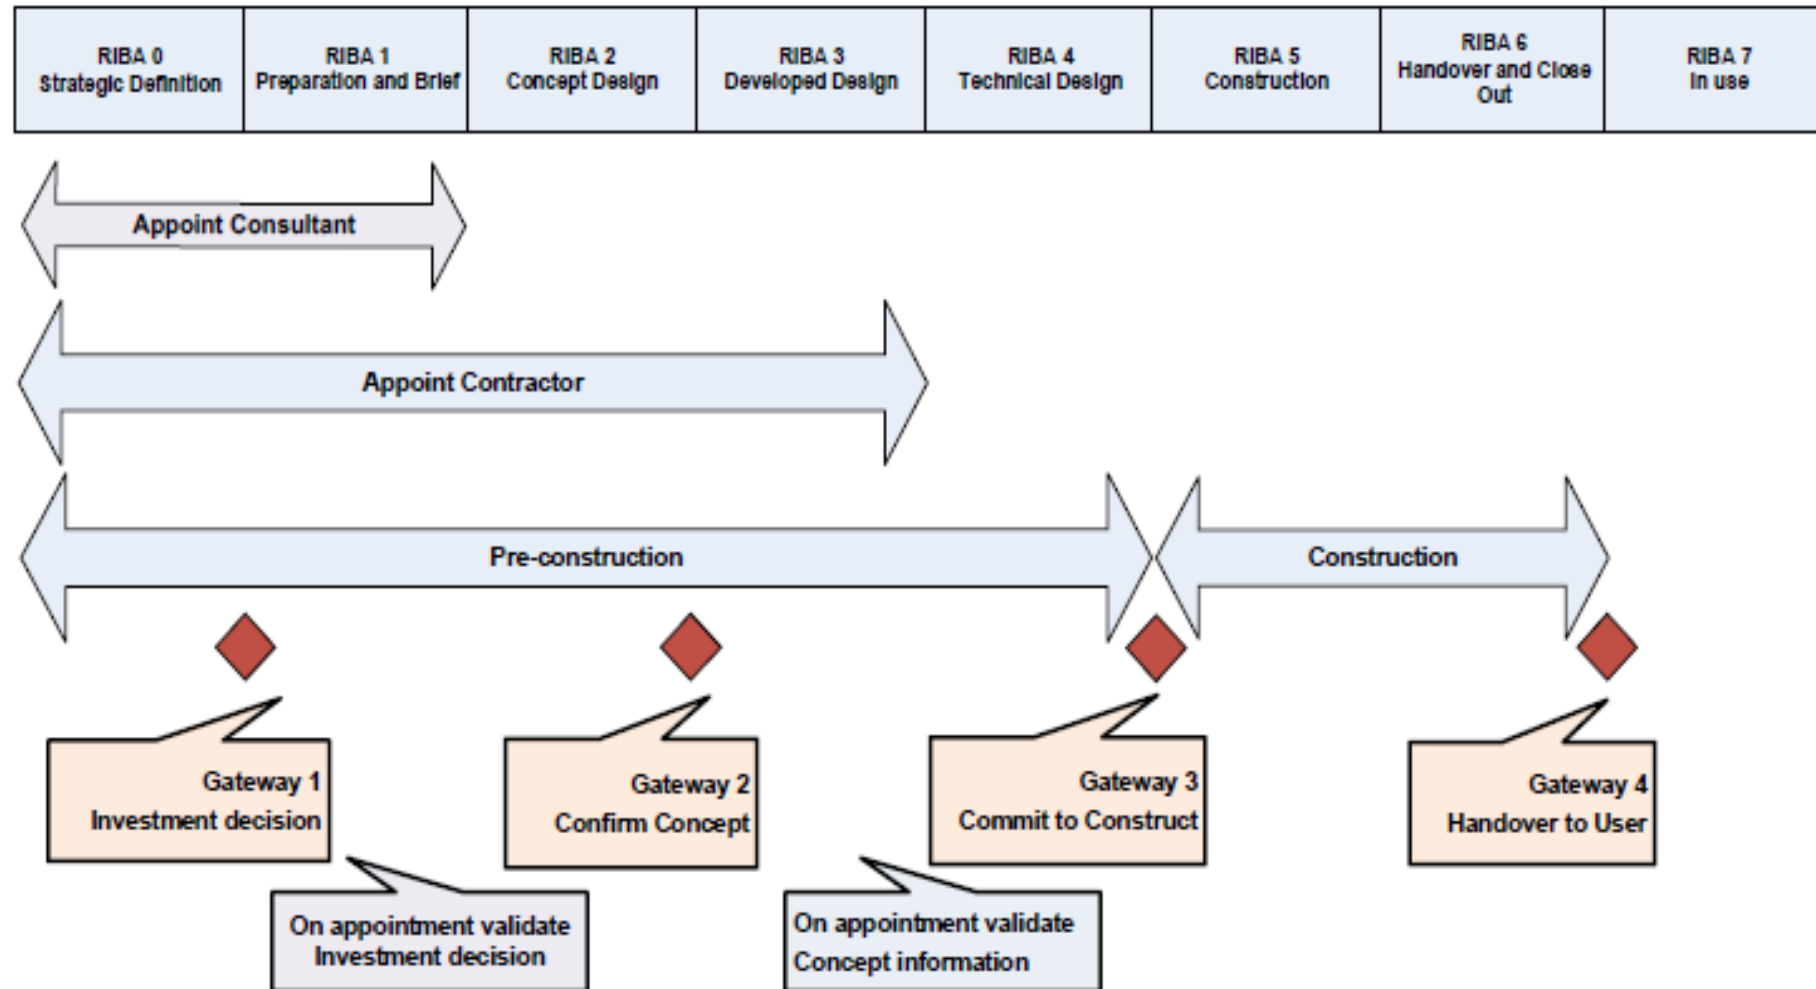 RIBA 0
Strategic Definition
RIBA 1
Preparation and Brief
RIBA 2
Concept Design
RIBA 3
Developed Design
RIBA 4
Technical Design
RIBA 5
Construction
RIBA 6
Handover and Close
Out
RIBA 7
In use
Appoint Consultant
Appoint Contractor
Pre-construction
Construction
Gateway 1
Investment decision
Gateway 2
Confirm Concept
Gateway 3
Commit to Construct
Gateway 4
Handover to User
On appointment validate
Investment decision
On appointment validate
Concept information